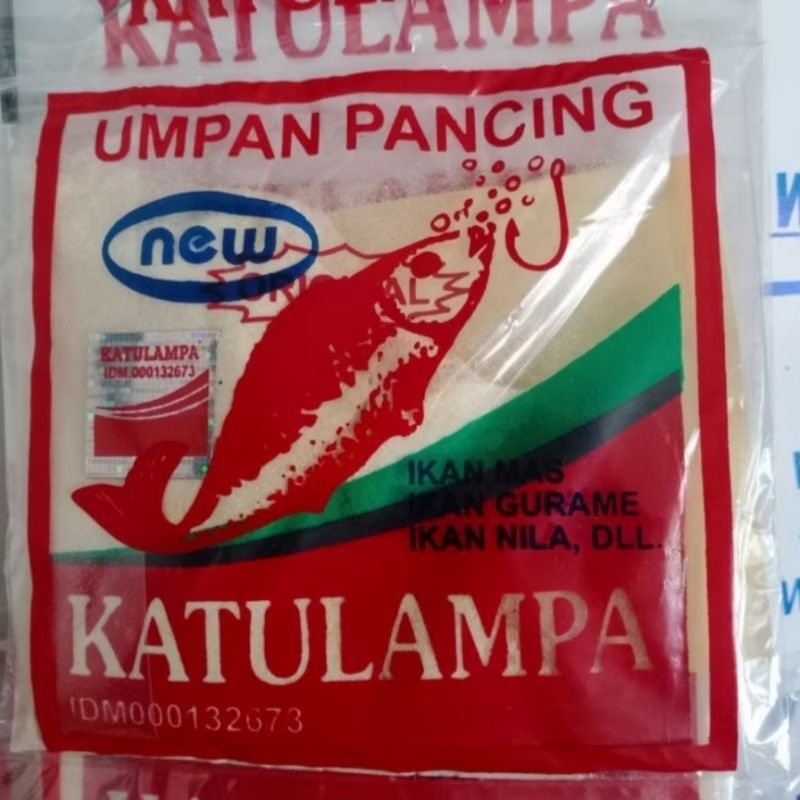 KATULAMPA
UMPAN PANCING
new
ORIGINAL
KATULAMPA
IDM.000132673
IKAN MAS
IKAN GURAME
IKAN NILA, DLL.
KATULAMPA
IDM000132673